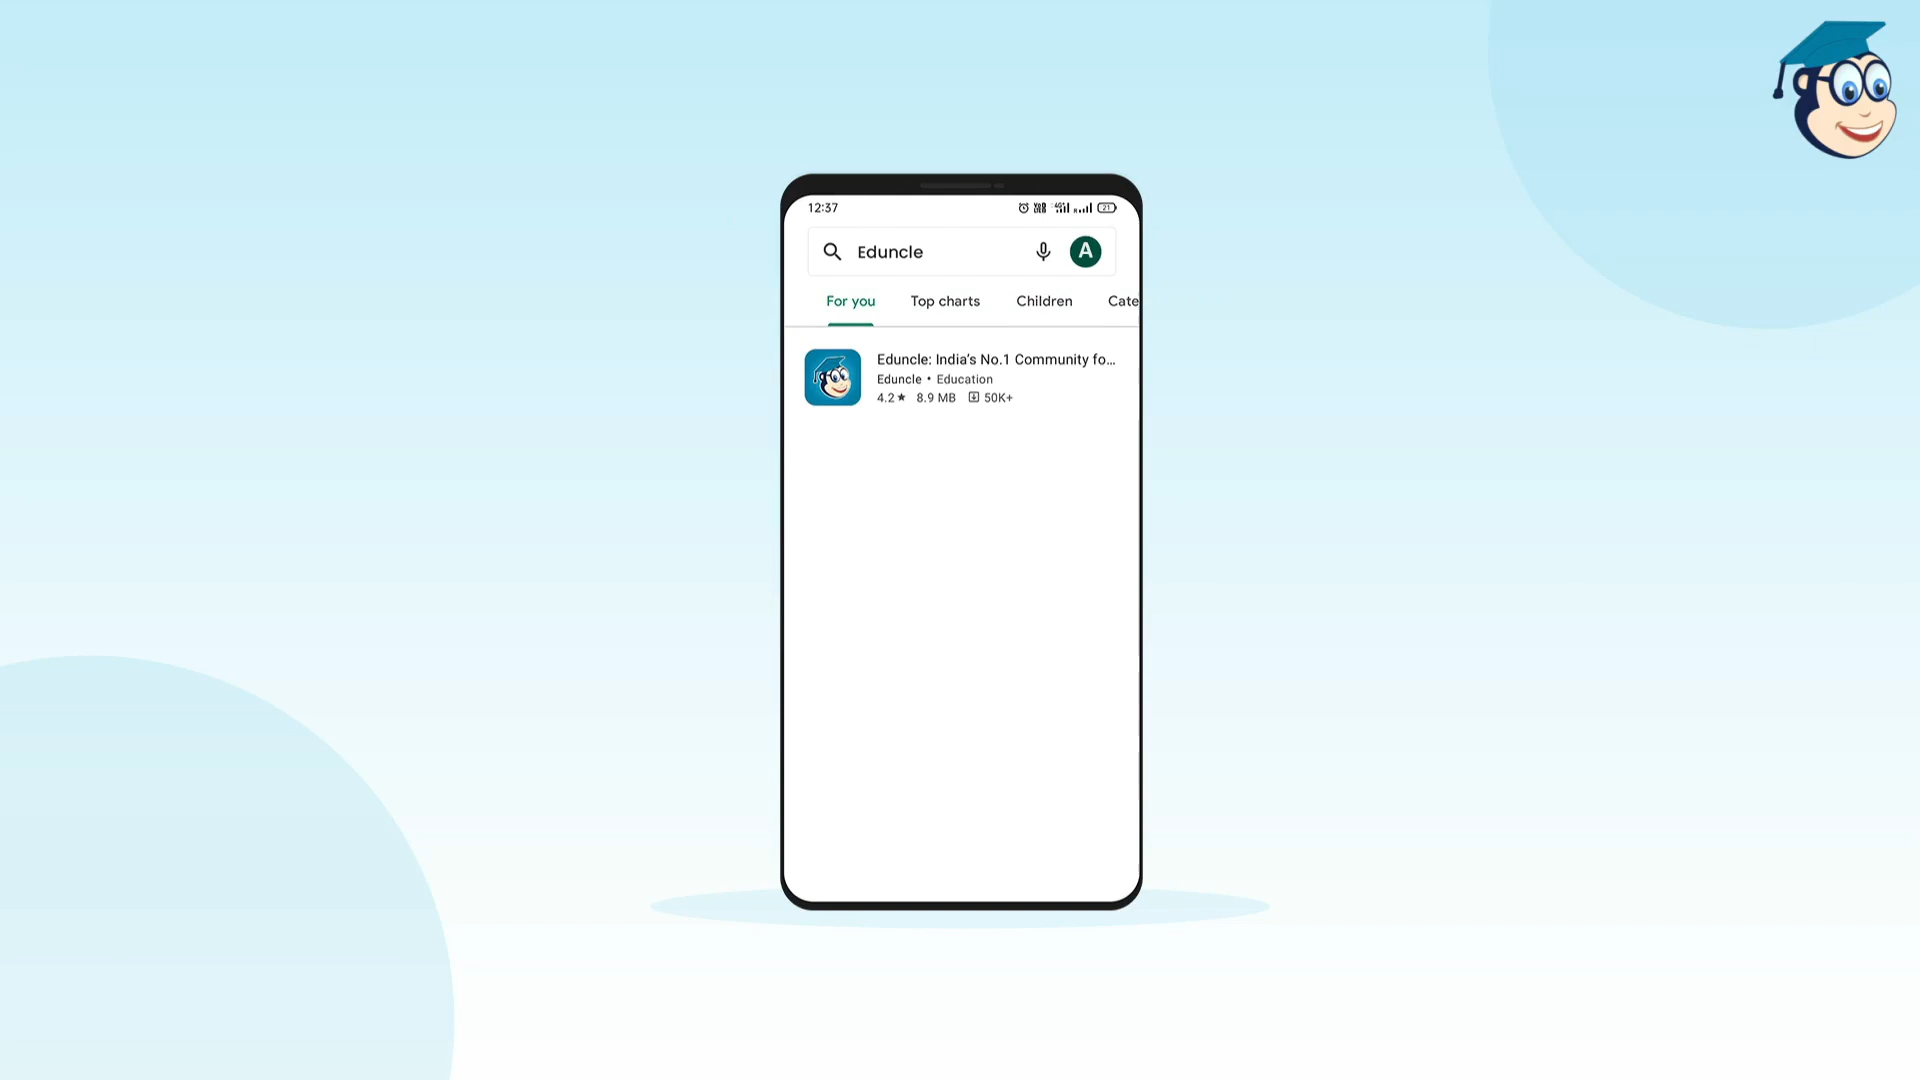 12:37
21
Eduncle
A
For you Top charts Children Cate
Eduncle: India's No.1 Community fo...
Eduncle • Education
4.2★ 8.9 MB 50K+